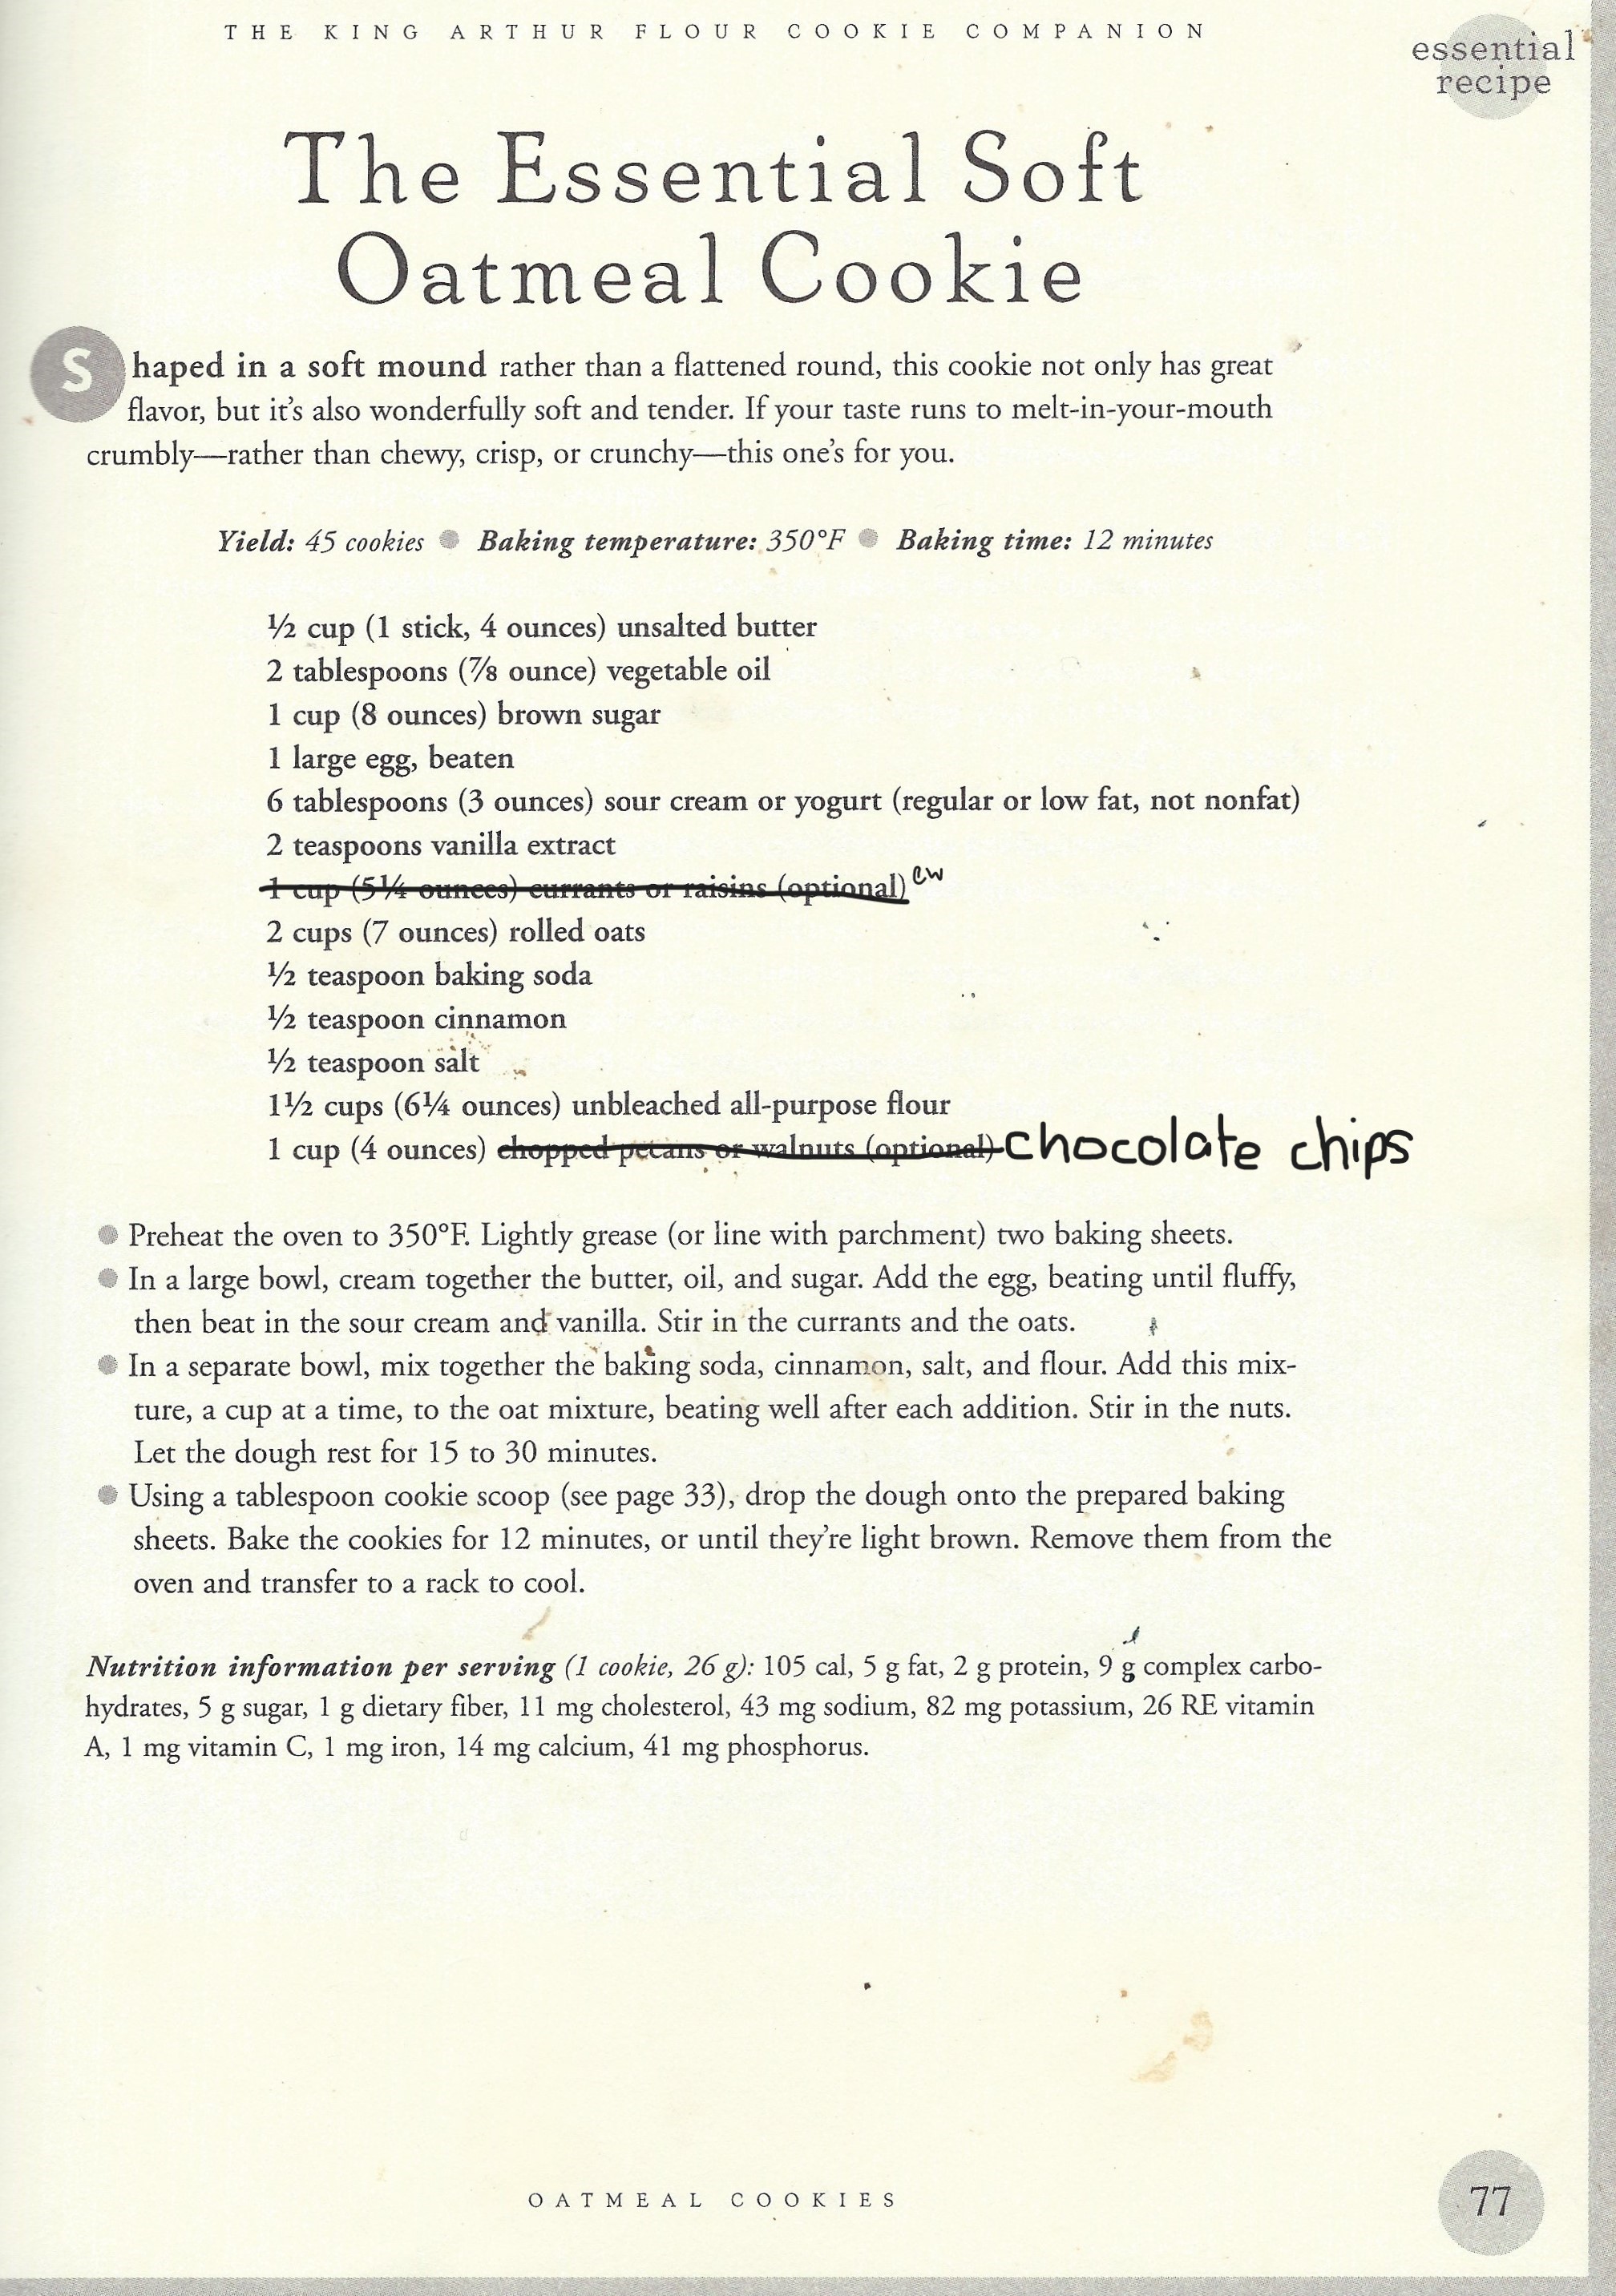 THE KING ARTHUR FLOUR COOKIE COMPANION
essential
recipe
The Essential Soft
Oatmeal Cookie
Shaped in a soft mound rather than a flattened round, this cookie not only has great
flavor, but it's also wonderfully soft and tender. If your taste runs to melt-in-your-mouth
crumbly—rather than chewy, crisp, or crunchy—this one's for you.
Yield: 45 cookies ● Baking temperature: 350°F ● Baking time: 12 minutes
½ cup (1 stick, 4 ounces) unsalted butter
2 tablespoons (⅞ ounce) vegetable oil
1 cup (8 ounces) brown sugar
1 large egg, beaten
6 tablespoons (3 ounces) sour cream or yogurt (regular or low fat, not nonfat)
2 teaspoons vanilla extract
1 cup (5¼ ounces) currants or raisins (optional) ew
2 cups (7 ounces) rolled oats
½ teaspoon baking soda
½ teaspoon cinnamon
½ teaspoon salt
1½ cups (6¼ ounces) unbleached all-purpose flour
1 cup (4 ounces) chopped pecans or walnuts (optional) chocolate chips
● Preheat the oven to 350°F. Lightly grease (or line with parchment) two baking sheets.
● In a large bowl, cream together the butter, oil, and sugar. Add the egg, beating until fluffy,
then beat in the sour cream and vanilla. Stir in the currants and the oats.
● In a separate bowl, mix together the baking soda, cinnamon, salt, and flour. Add this mix-
ture, a cup at a time, to the oat mixture, beating well after each addition. Stir in the nuts.
Let the dough rest for 15 to 30 minutes.
● Using a tablespoon cookie scoop (see page 33), drop the dough onto the prepared baking
sheets. Bake the cookies for 12 minutes, or until they're light brown. Remove them from the
oven and transfer to a rack to cool.
Nutrition information per serving (1 cookie, 26 g): 105 cal, 5 g fat, 2 g protein, 9 g complex carbo-
hydrates, 5 g sugar, 1 g dietary fiber, 11 mg cholesterol, 43 mg sodium, 82 mg potassium, 26 RE vitamin
A, 1 mg vitamin C, 1 mg iron, 14 mg calcium, 41 mg phosphorus.
OATMEAL COOKIES
77